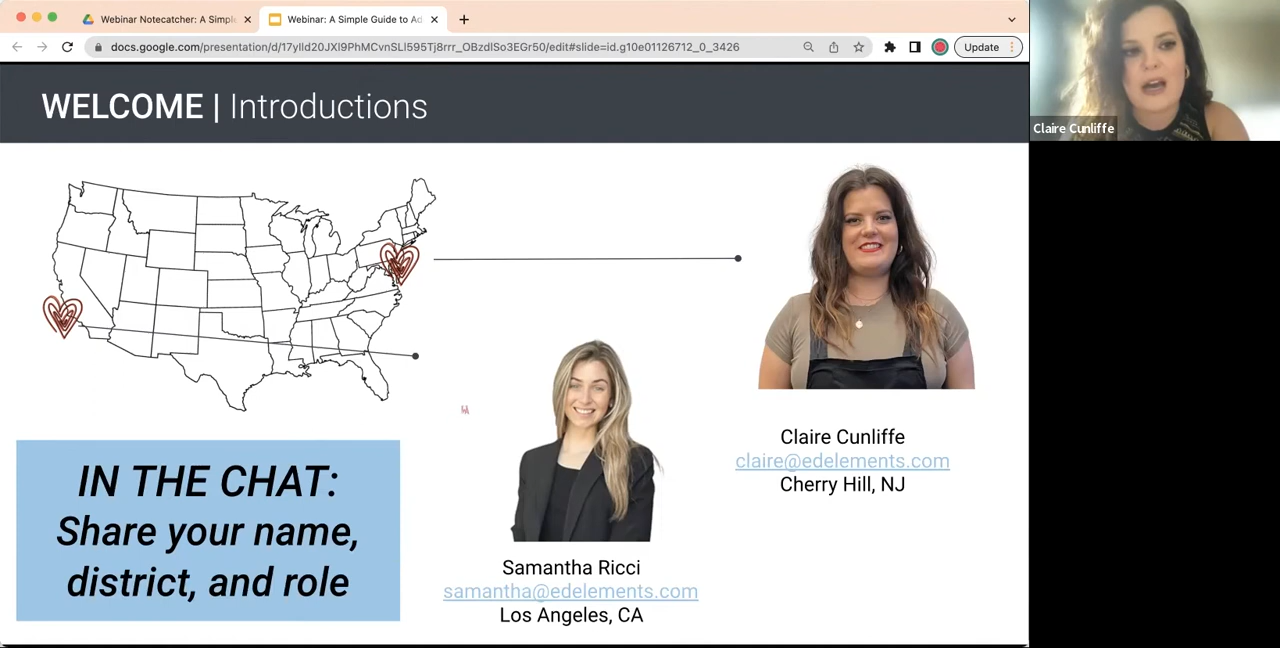 Webinar Notecatcher: A Simple
Webinar: A Simple Guide to Ad
docs.google.com/presentation/d/17ylld20JXl9PhMCvnSLl595Tj8rrr_OBzdlSo3EGr50/edit#slide=id.g10e01126712_0_3426
Update
WELCOME | Introductions
Claire Cunliffe
Claire Cunliffe
claire@edelements.com
Cherry Hill, NJ
IN THE CHAT:
Share your name,
district, and role
Samantha Ricci
samantha@edelements.com
Los Angeles, CA